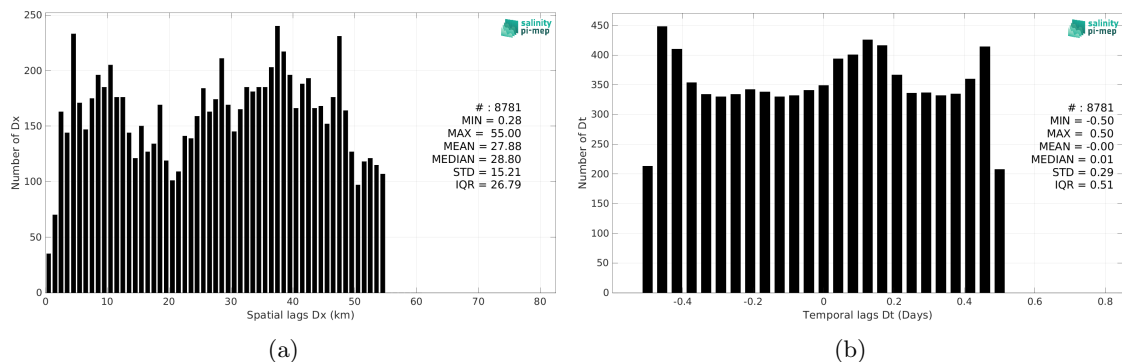 250
200
150
100
50
0
Number of Dx
0 10 20 30 40 50 60 70 80
Spatial lags Dx (km)
salinity
pi-mep
# : 8781
MIN = 0.28
MAX = 55.00
MEAN = 27.88
MEDIAN = 28.80
STD = 15.21
IQR = 26.79
(a)
450
400
350
300
250
200
150
100
50
0
Number of Dt
-0.4 -0.2 0 0.2 0.4 0.6 0.8
Temporal lags Dt (Days)
salinity
pi-mep
# : 8781
MIN = -0.50
MAX = 0.50
MEAN = -0.00
MEDIAN = 0.01
STD = 0.29
IQR = 0.51
(b)